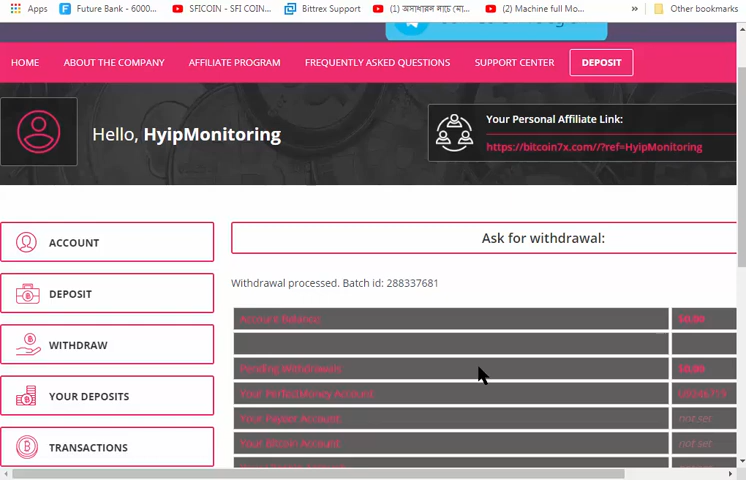 Apps Future Bank - 6000... SFICOIN - SFI COIN... Bittrex Support (1) অসাধারন নাচে (মো... (2) Machine full Mo... » Other bookmarks
HOME ABOUT THE COMPANY AFFILIATE PROGRAM FREQUENTLY ASKED QUESTIONS SUPPORT CENTER DEPOSIT
Hello, HyipMonitoring
Your Personal Affiliate Link:
https://bitcoin7x.com//?ref=HyipMonitoring
ACCOUNT
DEPOSIT
WITHDRAW
YOUR DEPOSITS
TRANSACTIONS
Ask for withdrawal:
Withdrawal processed. Batch id: 288337681
Account Balance: $0.00
Pending Withdrawals: $0.00
Your PerfectMoney Account:
Your Payeer Account: not set
Your Bitcoin Account: not set